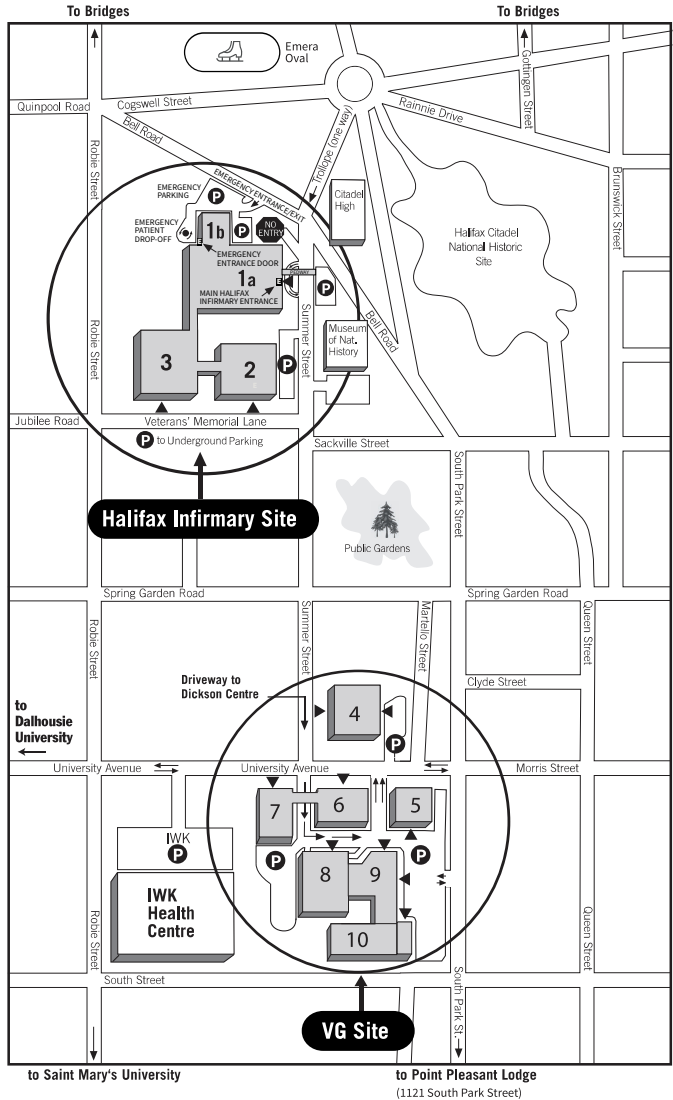 To Bridges
To Bridges
Emera
Oval
Gottingen Street
Quinpool Road
Cogswell Street
Rainnie Drive
Bell Road
Trollope (one way)
Robie Street
Brunswick Street
EMERGENCY ENTRANCE/EXIT
EMERGENCY
PARKING
P
Citadel
High
EMERGENCY
PATIENT
DROP-OFF
1b
P
NO
ENTRY
Halifax Citadel
National Historic
Site
E
EMERGENCY
ENTRANCE DOOR
1a
PEDWAY
E
MAIN HALIFAX
INFIRMARY ENTRANCE
P
Summer Street
Bell Road
Museum
of Nat.
History
Robie Street
3
2
P
Jubilee Road
Veterans' Memorial Lane
P to Underground Parking
Sackville Street
South Park Street
Halifax Infirmary Site
Public Gardens
Spring Garden Road
Spring Garden Road
Robie Street
Summer Street
Martello Street
Queen Street
Driveway to
Dickson Centre
Clyde Street
to
Dalhousie
University
4
P
University Avenue
University Avenue
Morris Street
7
6
5
IWK
P
P
P
8
9
IWK
Health
Centre
10
Robie Street
Queen Street
South Street
South Park St.
VG Site
to Saint Mary's University
to Point Pleasant Lodge
(1121 South Park Street)